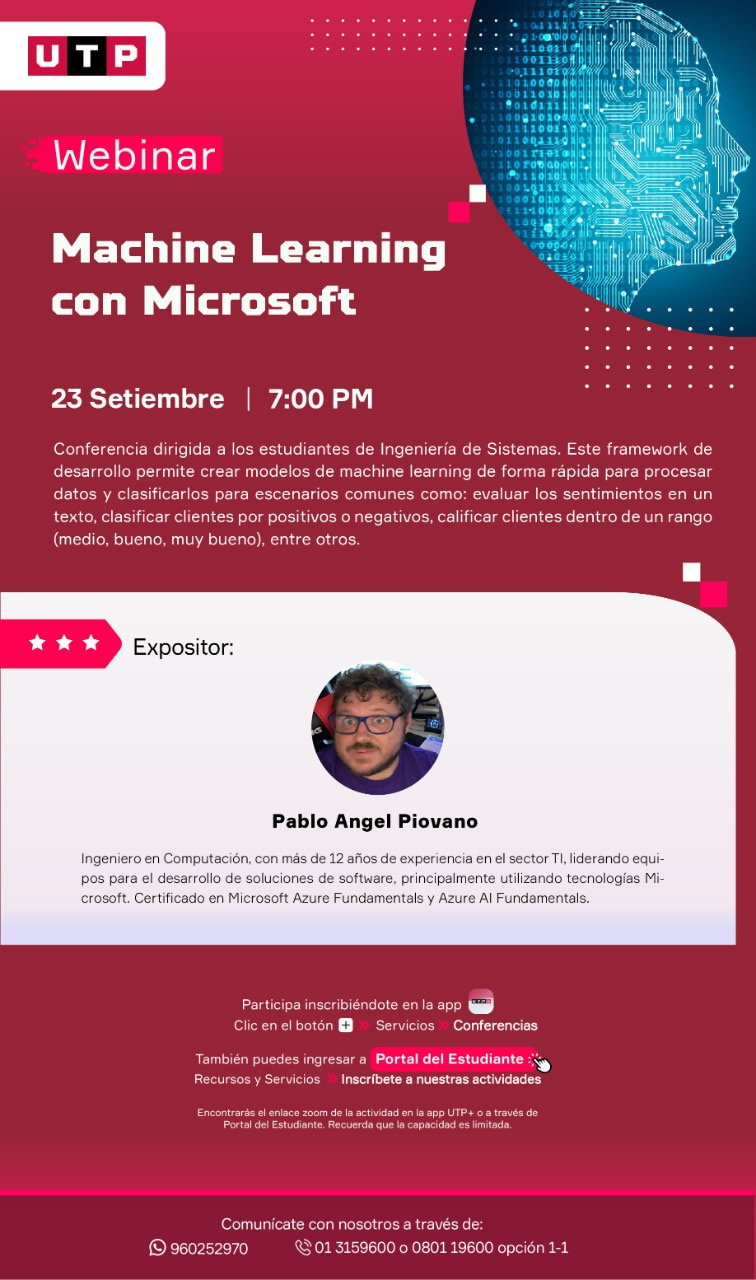 UTP
Webinar
Machine Learning
con Microsoft
23 Setiembre | 7:00 PM
Conferencia dirigida a los estudiantes de Ingeniería de Sistemas. Este framework de
desarrollo permite crear modelos de machine learning de forma rápida para procesar
datos y clasificarlos para escenarios comunes como: evaluar los sentimientos en un
texto, clasificar clientes por positivos o negativos, calificar clientes dentro de un rango
(medio, bueno, muy bueno), entre otros.
Expositor:
Pablo Angel Piovano
Ingeniero en Computación, con más de 12 años de experiencia en el sector TI, liderando equi-
pos para el desarrollo de soluciones de software, principalmente utilizando tecnologías Mi-
crosoft. Certificado en Microsoft Azure Fundamentals y Azure AI Fundamentals.
Participa inscribiéndote en la app
Clic en el botón + » Servicios » Conferencias
También puedes ingresar a Portal del Estudiante
Recursos y Servicios » Inscríbete a nuestras actividades
Encontrarás el enlace zoom de la actividad en la app UTP+ o a través de
Portal del Estudiante. Recuerda que la capacidad es limitada.
Comunícate con nosotros a través de:
960252970 01 3159600 o 0801 19600 opción 1-1